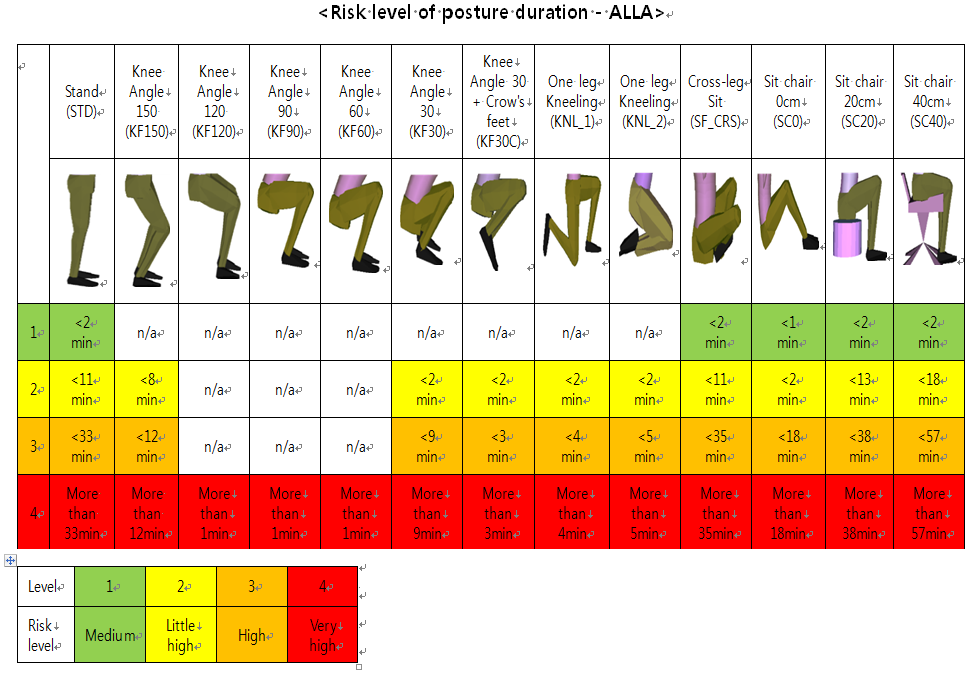 <Risk level of posture duration - ALLA>
Stand
(STD)
Knee
Angle
150
(KF150)
Knee
Angle
120
(KF120)
Knee
Angle
90
(KF90)
Knee
Angle
60
(KF60)
Knee
Angle
30
(KF30)
Knee
Angle 30
+ Crow's
feet
(KF30C)
One leg
Kneeling
(KNL_1)
One leg
Kneeling
(KNL_2)
Cross-leg
Sit
(SF_CRS)
Sit chair
0cm
(SC0)
Sit chair
20cm
(SC20)
Sit chair
40cm
(SC40)
1
<2
min
n/a
n/a
n/a
n/a
n/a
n/a
n/a
n/a
<2
min
<1
min
<2
min
<2
min
2
<11
min
<8
min
n/a
n/a
n/a
<2
min
<2
min
<2
min
<2
min
<11
min
<2
min
<13
min
<18
min
3
<33
min
<12
min
n/a
n/a
n/a
<9
min
<3
min
<4
min
<5
min
<35
min
<18
min
<38
min
<57
min
4
More
than
33min
More
than
12min
More
than
1min
More
than
1min
More
than
1min
More
than
9min
More
than
3min
More
than
4min
More
than
5min
More
than
35min
More
than
18min
More
than
38min
More
than
57min
Level
1
2
3
4
Risk
level
Medium
Little
high
High
Very
high